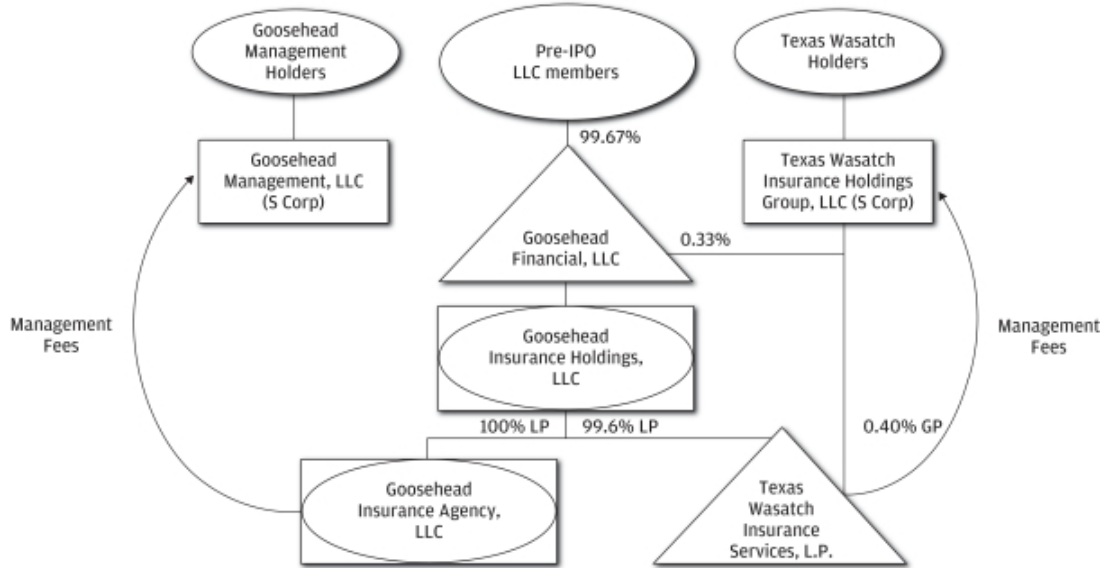 Goosehead
Management
Holders
Pre-IPO
LLC members
Texas Wasatch
Holders
99.67%
Goosehead
Management, LLC
(S Corp)
Texas Wasatch
Insurance Holdings
Group, LLC (S Corp)
Goosehead
Financial, LLC
0.33%
Management
Fees
Goosehead
Insurance Holdings,
LLC
Management
Fees
100% LP
99.6% LP
0.40% GP
Goosehead
Insurance Agency,
LLC
Texas
Wasatch
Insurance
Services, L.P.